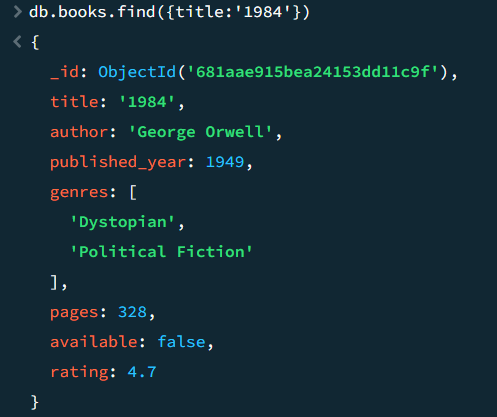 > db.books.find({title:'1984'})
< {
_id: ObjectId('681aae915bea24153dd11c9f'),
title: '1984',
author: 'George Orwell',
published_year: 1949,
genres: [
'Dystopian',
'Political Fiction'
],
pages: 328,
available: false,
rating: 4.7
}